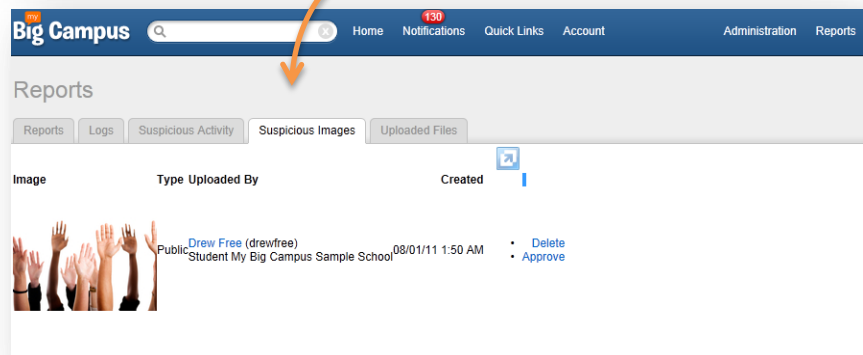 my
Big Campus
Home
130
Notifications
Quick Links
Account
Administration
Reports
Reports
Reports
Logs
Suspicious Activity
Suspicious Images
Uploaded Files
Image
Type
Uploaded By
Created
Public
Drew Free (drewfree)
Student My Big Campus Sample School
08/01/11 1:50 AM
• Delete
• Approve